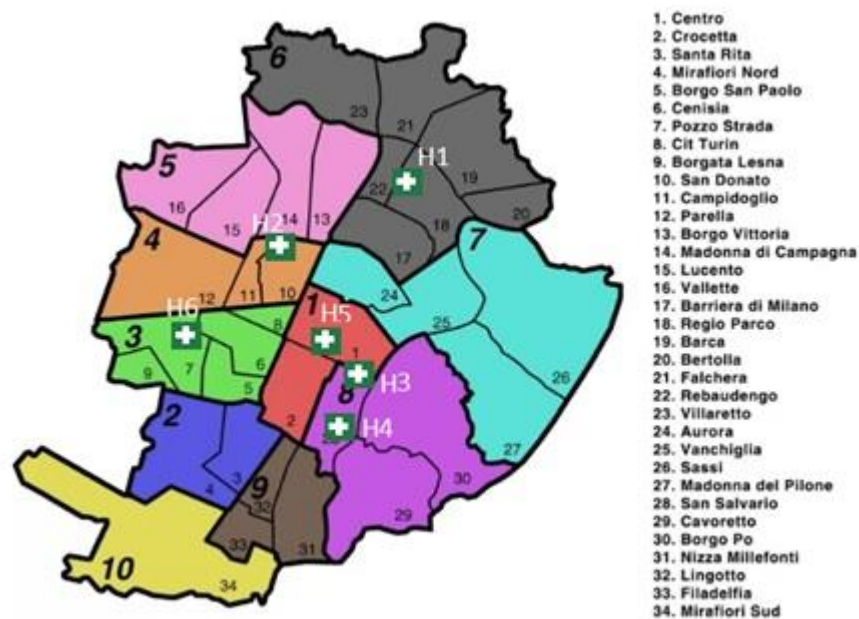 6
23
21
H1
19
5
22
20
16
15
14
13
18
H2
7
17
4
12
11
10
24
1
H6
8
H5
25
3
1
6
7
9
5
H3
26
8
2
2
H4
27
3
9
30
4
32
29
33
31
10
34
1. Centro
2. Crocetta
3. Santa Rita
4. Mirafiori Nord
5. Borgo San Paolo
6. Cenisia
7. Pozzo Strada
8. Cit Turin
9. Borgata Lesna
10. San Donato
11. Campidoglio
12. Parella
13. Borgo Vittoria
14. Madonna di Campagna
15. Lucento
16. Vallette
17. Barriera di Milano
18. Regio Parco
19. Barca
20. Bertolla
21. Falchera
22. Rebaudengo
23. Villaretto
24. Aurora
25. Vanchiglia
26. Sassi
27. Madonna del Pilone
28. San Salvario
29. Cavoretto
30. Borgo Po
31. Nizza Millefonti
32. Lingotto
33. Filadelfia
34. Mirafiori Sud